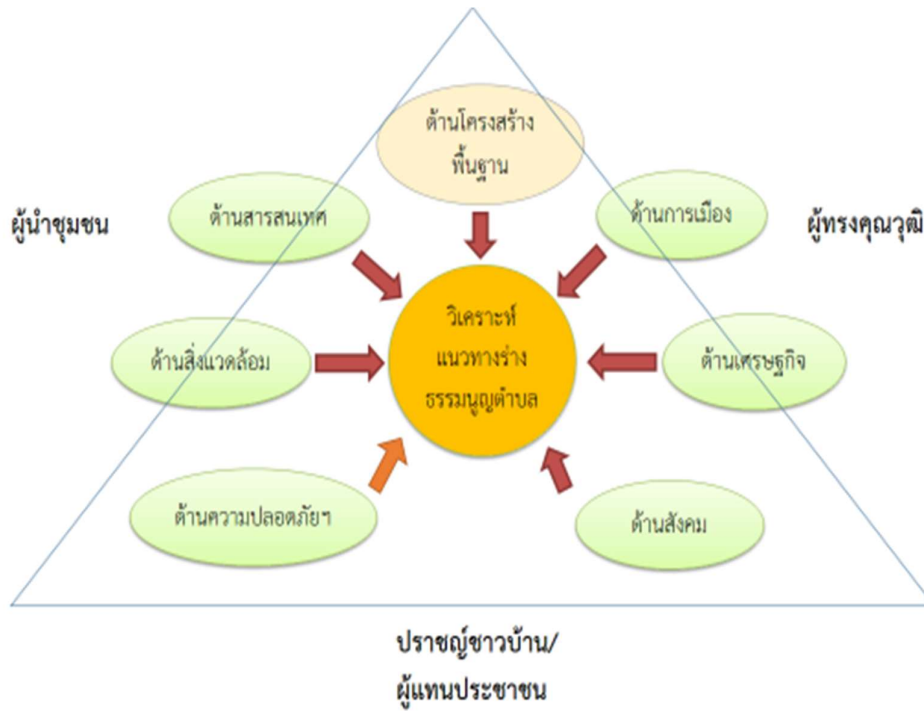 ด้านโครงสร้าง
พื้นฐาน
ผู้นำชุมชน
ด้านสารสนเทศ
ด้านการเมือง
ผู้ทรงคุณวุฒิ
วิเคราะห์
แนวทางร่าง
ธรรมนูญตำบล
ด้านสิ่งแวดล้อม
ด้านเศรษฐกิจ
ด้านความปลอดภัยฯ
ด้านสังคม
ปราชญ์ชาวบ้าน/
ผู้แทนประชาชน